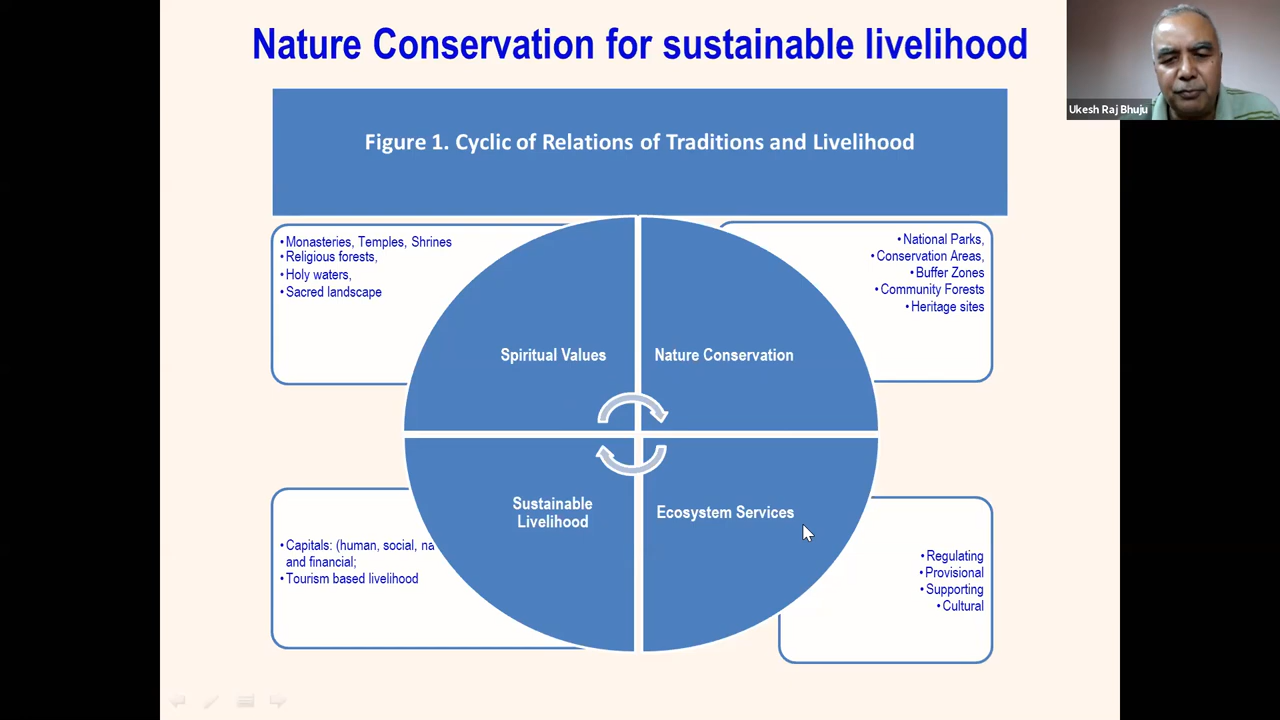 Nature Conservation for sustainable livelihood
Ukesh Raj Bhuju
Figure 1. Cyclic of Relations of Traditions and Livelihood
•Monasteries, Temples, Shrines
•Religious forests,
•Holy waters,
•Sacred landscape
•National Parks,
•Conservation Areas,
•Buffer Zones
•Community Forests
•Heritage sites
Spiritual Values
Nature Conservation
Sustainable
Livelihood
Ecosystem Services
•Capitals: (human, social,
and financial;
•Tourism based livelihood
•Regulating
•Provisional
•Supporting
•Cultural